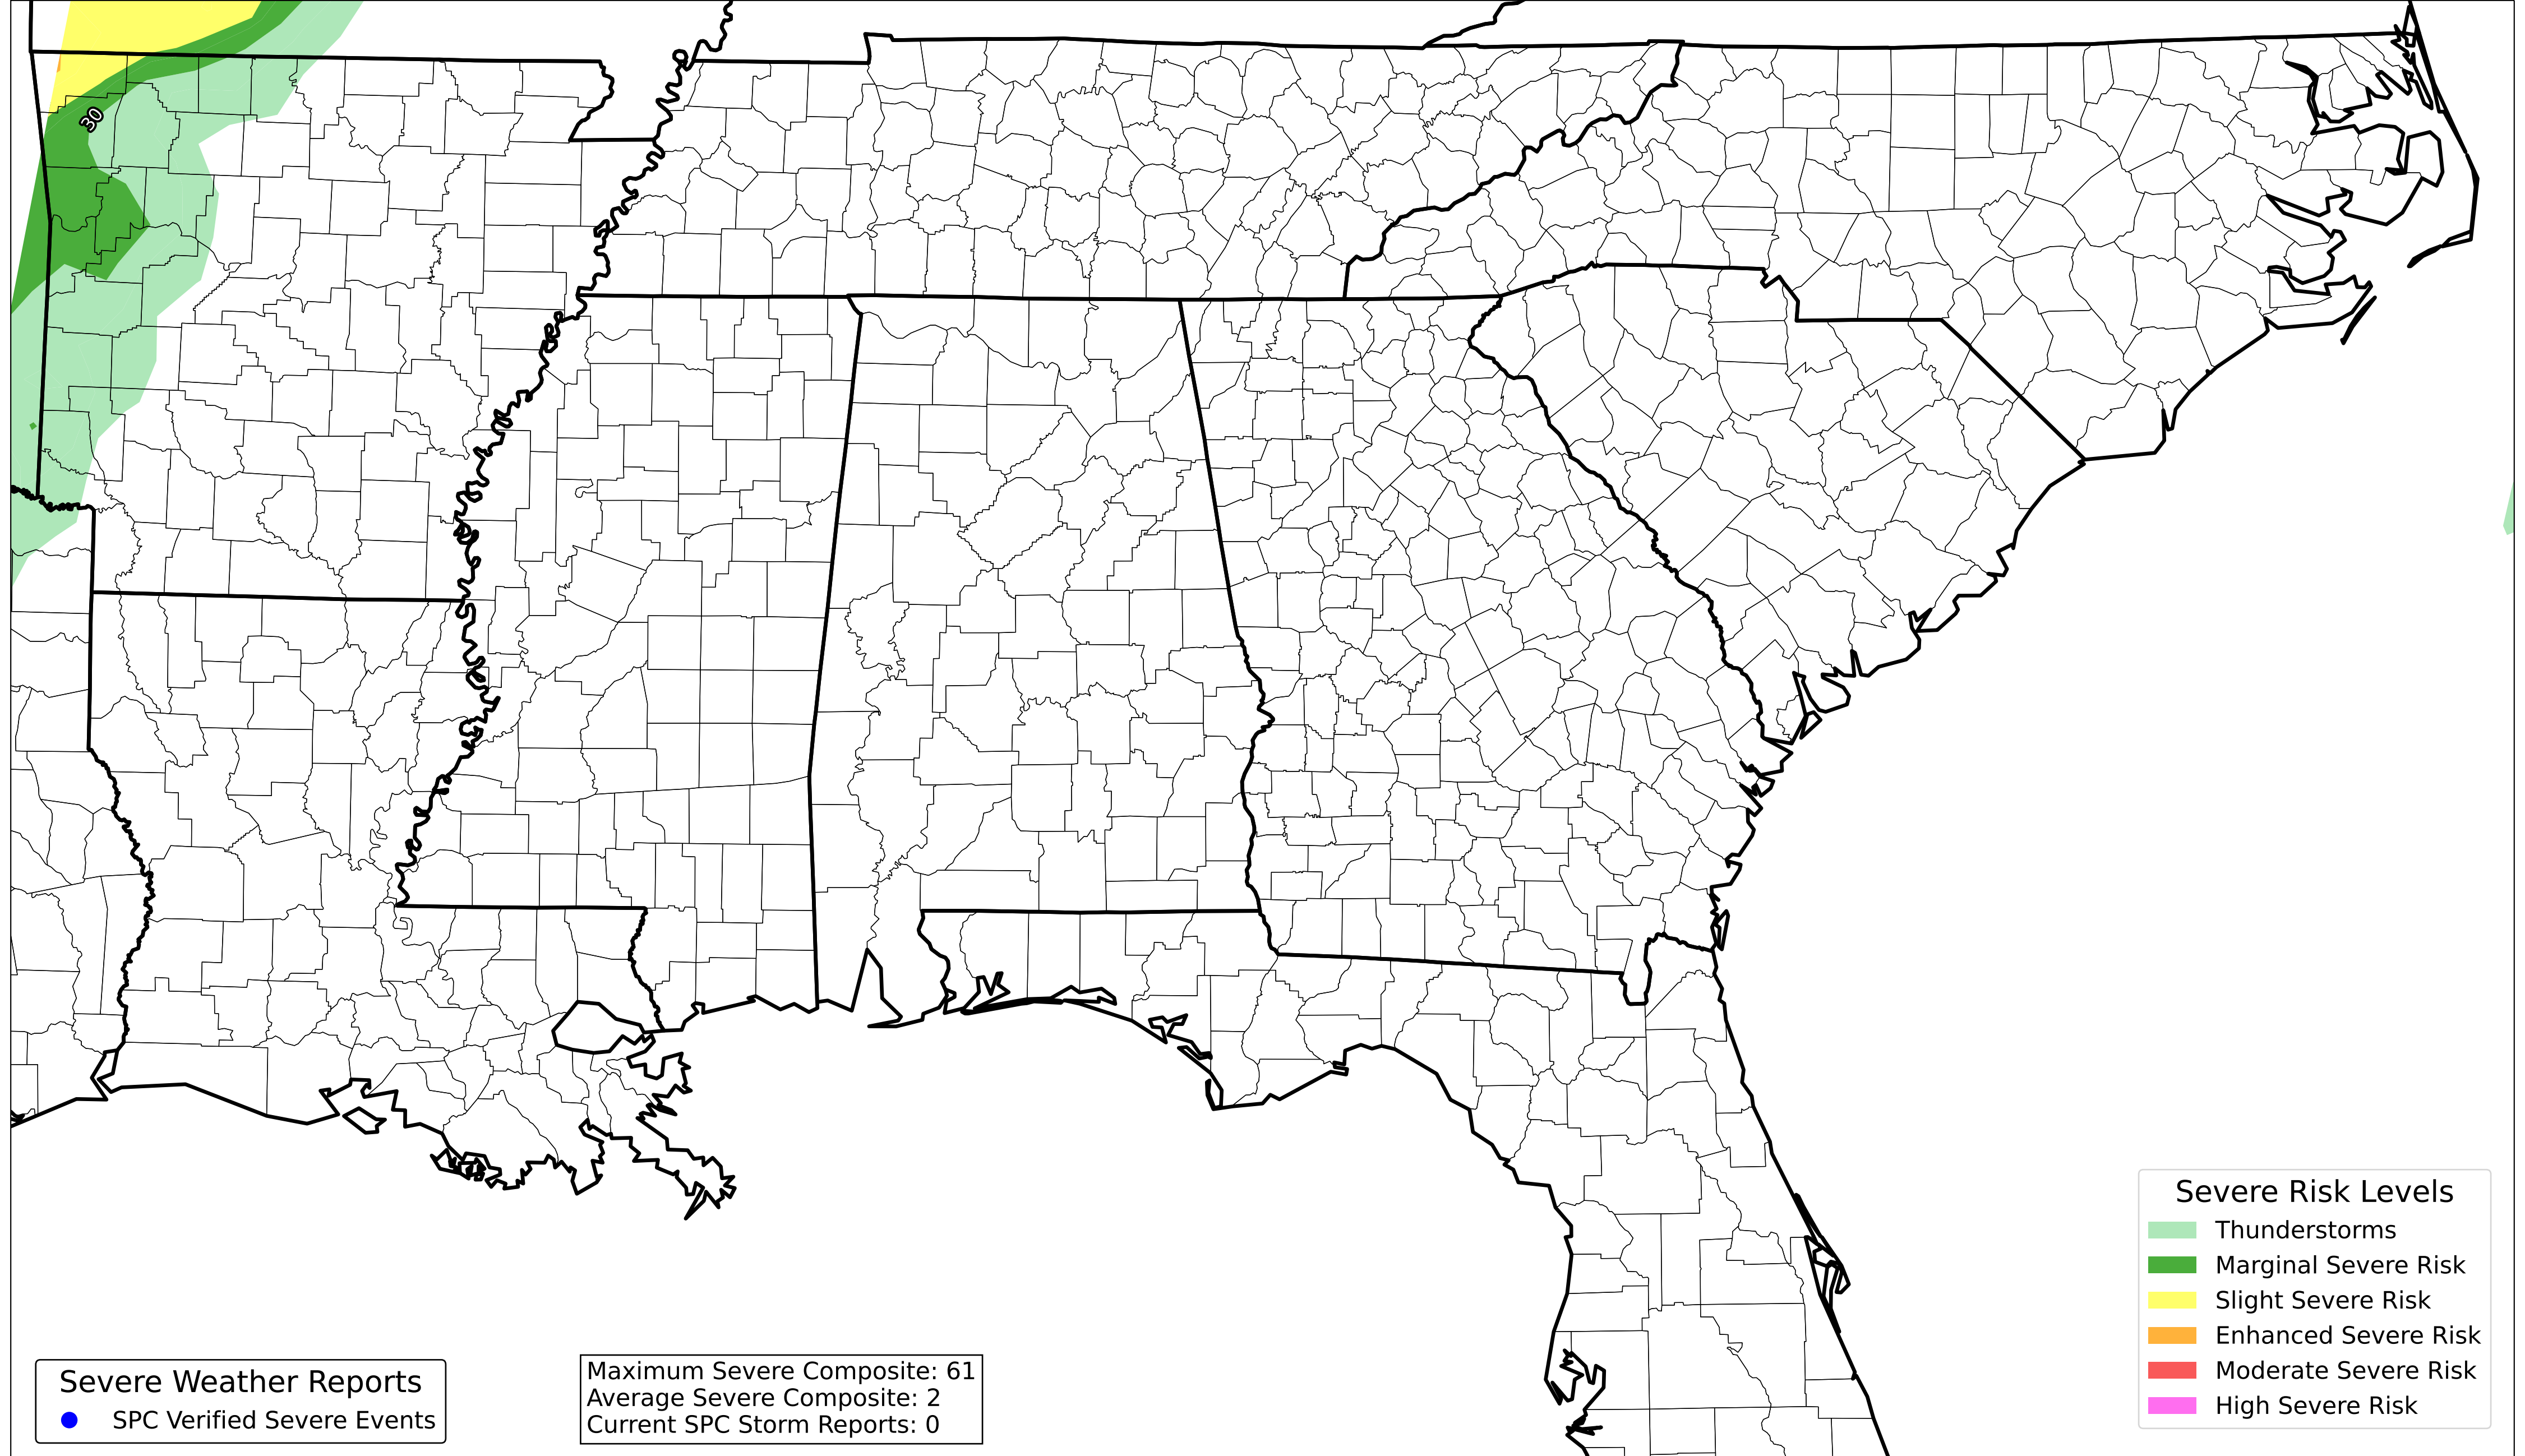 30
Severe Risk Levels
Thunderstorms
Marginal Severe Risk
Slight Severe Risk
Enhanced Severe Risk
Moderate Severe Risk
High Severe Risk
Severe Weather Reports
SPC Verified Severe Events
Maximum Severe Composite: 61
Average Severe Composite: 2
Current SPC Storm Reports: 0